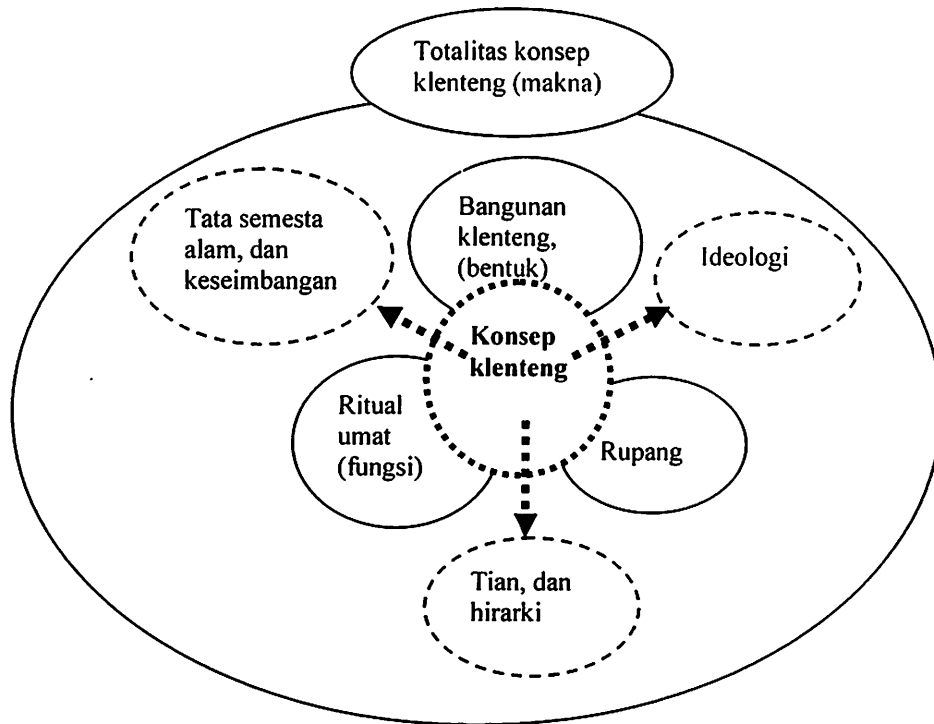 Totalitas konsep
klenteng (makna)
Tata semesta
alam, dan
keseimbangan
Bangunan
klenteng,
(bentuk)
Ideologi
Konsep
klenteng
Ritual
umat
(fungsi)
Rupang
Tian, dan
hirarki